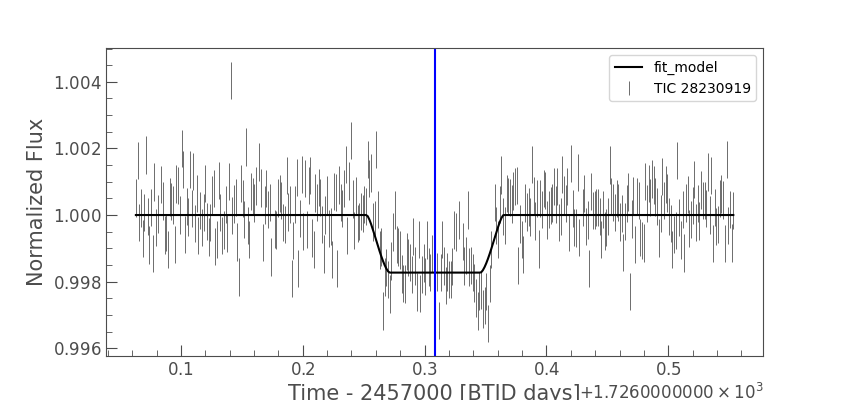 fit_model
TIC 28230919
Normalized Flux
1.004
1.002
1.000
0.998
0.996
0.1
0.2
0.3
0.4
0.5
Time - 2457000 [BTJD days]
+1.7260000000 × 10³